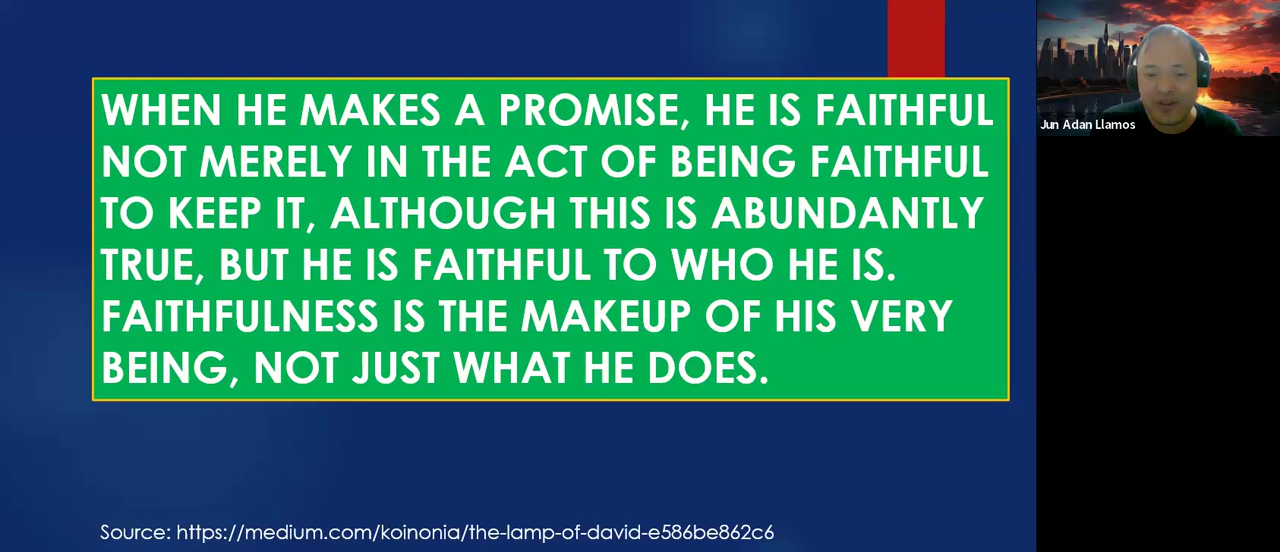 WHEN HE MAKES A PROMISE, HE IS FAITHFUL
NOT MERELY IN THE ACT OF BEING FAITHFUL
TO KEEP IT, ALTHOUGH THIS IS ABUNDANTLY
TRUE, BUT HE IS FAITHFUL TO WHO HE IS.
FAITHFULNESS IS THE MAKEUP OF HIS VERY
BEING, NOT JUST WHAT HE DOES.
Source: https://medium.com/koinonia/the-lamp-of-david-e586be862c6
Jun Adan Llamos